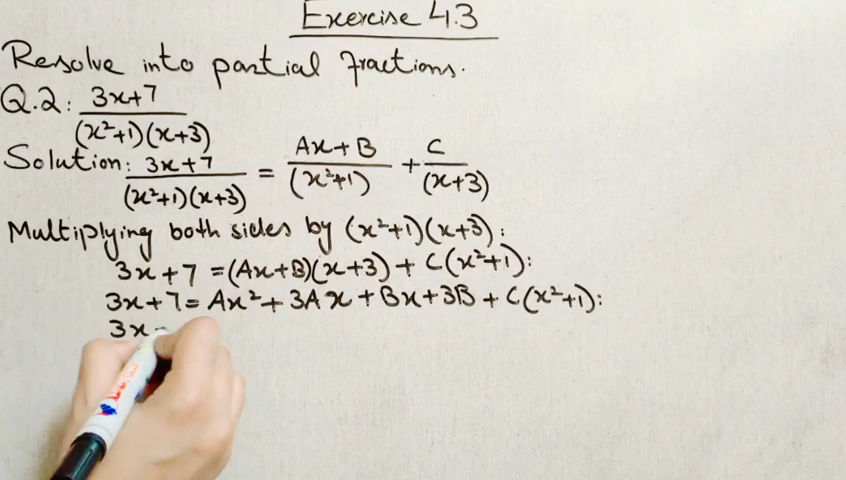 Exercise 4.3
Resolve into partial fractions.
Q.2: 3x+7 / (x²+1)(x+3)
Solution: 3x+7 / (x²+1)(x+3) = Ax+B / (x²+1) + C / (x+3)
Multiplying both sides by (x²+1)(x+3):
3x+7 = (Ax+B)(x+3) + C(x²+1):
3x+7 = Ax² + 3Ax + Bx + 3B + C(x²+1):
3x